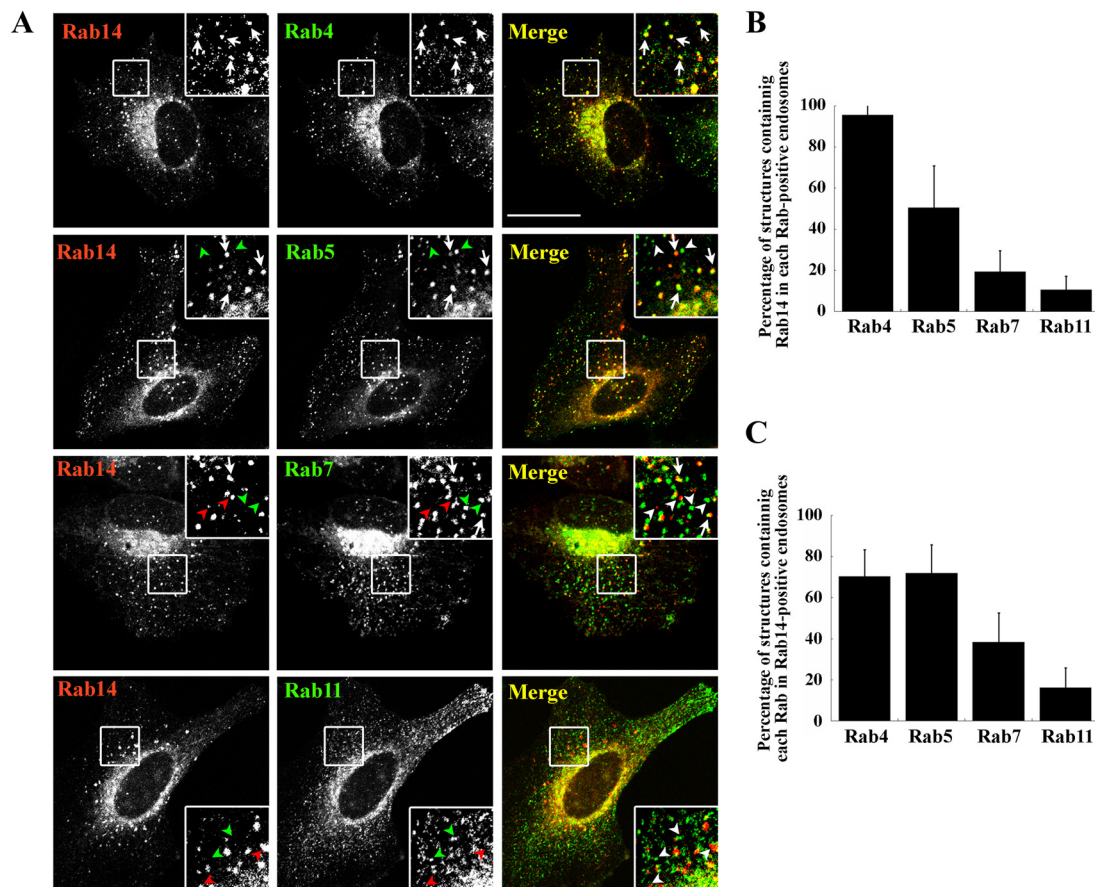 A
Rab14
Rab4
Merge
Rab14
Rab5
Merge
Rab14
Rab7
Merge
Rab14
Rab11
Merge
B
Percentage of structures containnig
Rab14 in each Rab-positive endosomes
100
80
60
40
20
0
Rab4 Rab5 Rab7 Rab11
C
Percentage of structures containnig
each Rab in Rab14-positive endosomes
100
80
60
40
20
0
Rab4 Rab5 Rab7 Rab11